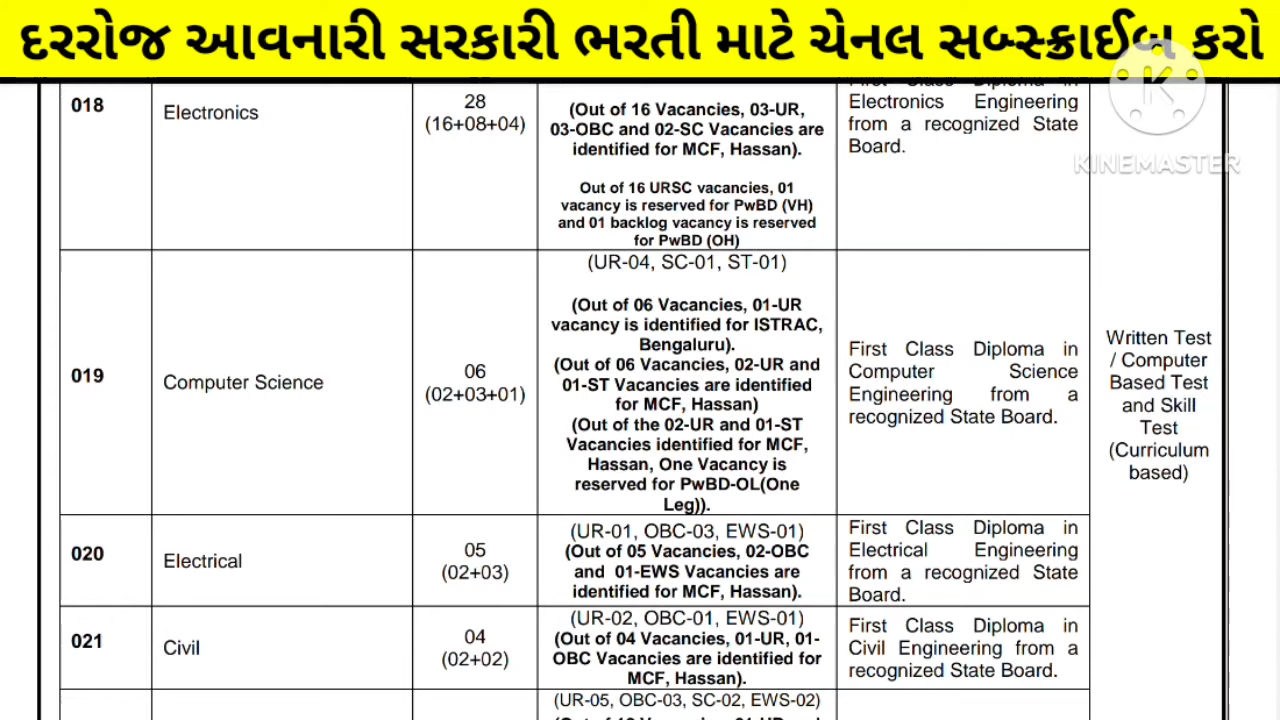 દરરોજ આવનારી સરકારી ભરતી માટે ચેનલ સબ્સ્ક્રાઈબ કરો
KINEMASTER
018
Electronics
28
(16+08+04)
(Out of 16 Vacancies, 03-UR,
03-OBC and 02-SC Vacancies are
identified for MCF, Hassan).
Out of 16 URSC vacancies, 01
vacancy is reserved for PwBD (VH)
and 01 backlog vacancy is reserved
for PwBD (OH)
First Class Diploma in
Electronics Engineering
from a recognized State
Board.
019
Computer Science
06
(02+03+01)
(UR-04, SC-01, ST-01)
(Out of 06 Vacancies, 01-UR
vacancy is identified for ISTRAC,
Bengaluru).
(Out of 06 Vacancies, 02-UR and
01-ST Vacancies are identified
for MCF, Hassan)
(Out of the 02-UR and 01-ST
Vacancies identified for MCF,
Hassan, One Vacancy is
reserved for PwBD-OL(One
Leg)).
First Class Diploma in
Computer Science
Engineering from a
recognized State Board.
Written Test
/ Computer
Based Test
and Skill
Test
(Curriculum
based)
020
Electrical
05
(02+03)
(UR-01, OBC-03, EWS-01)
(Out of 05 Vacancies, 02-OBC
and 01-EWS Vacancies are
identified for MCF, Hassan).
First Class Diploma in
Electrical Engineering
from a recognized State
Board.
021
Civil
04
(02+02)
(UR-02, OBC-01, EWS-01)
(Out of 04 Vacancies, 01-UR, 01-
OBC Vacancies are identified for
MCF, Hassan).
First Class Diploma in
Civil Engineering from a
recognized State Board.
(UR-05, OBC-03, SC-02, EWS-02)